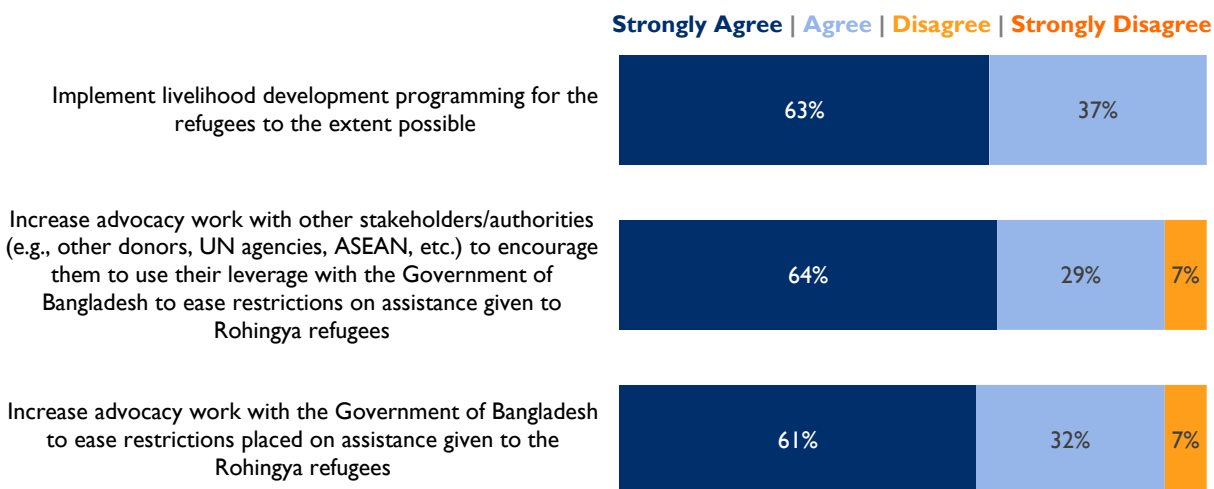 Strongly Agree | Agree | Disagree | Strongly Disagree
Implement livelihood development programming for the
refugees to the extent possible
63%
37%
Increase advocacy work with other stakeholders/authorities
(e.g., other donors, UN agencies, ASEAN, etc.) to encourage
them to use their leverage with the Government of
Bangladesh to ease restrictions on assistance given to
Rohingya refugees
64%
29%
7%
Increase advocacy work with the Government of Bangladesh
to ease restrictions placed on assistance given to the
Rohingya refugees
61%
32%
7%